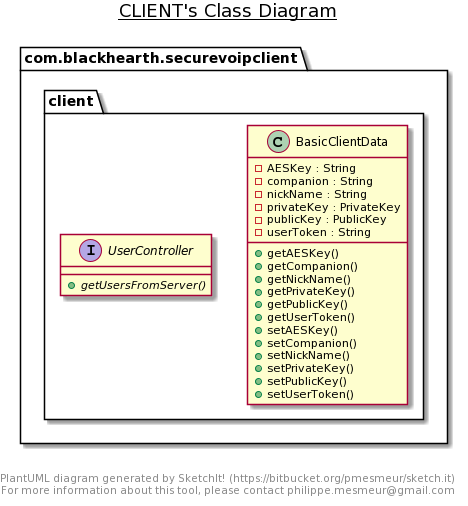 CLIENT's Class Diagram
com.blackhearth.securevoipclient
client
C BasicClientData
AESKey : String
companion : String
nickName : String
privateKey : PrivateKey
publicKey : PublicKey
userToken : String
getAESKey()
getCompanion()
getNickName()
getPrivateKey()
getPublicKey()
getUserToken()
setAESKey()
setCompanion()
setNickName()
setPrivateKey()
setPublicKey()
setUserToken()
I UserController
getUsersFromServer()
PlantUML diagram generated by SketchIt! (https://bitbucket.org/pmesmeur/sketch.it)
For more information about this tool, please contact philippe.mesmeur@gmail.com